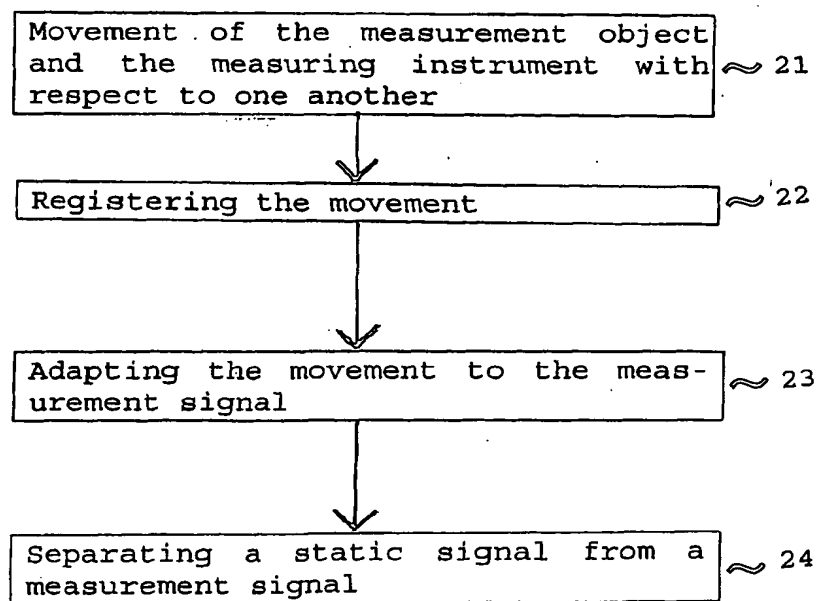 Movement of the measurement object
and the measuring instrument with
respect to one another
21
Registering the movement
22
Adapting the movement to the meas-
urement signal
23
Separating a static signal from a
measurement signal
24